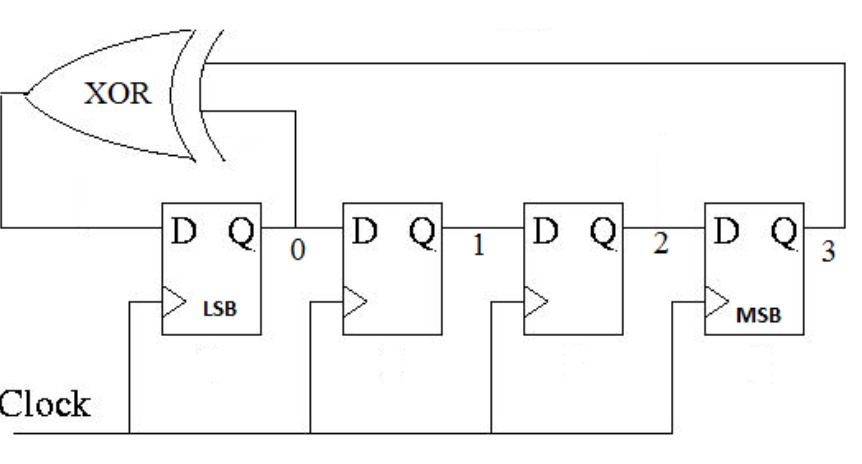 XOR
D Q D Q D Q D Q
0 1 2 3
LSB MSB
Clock